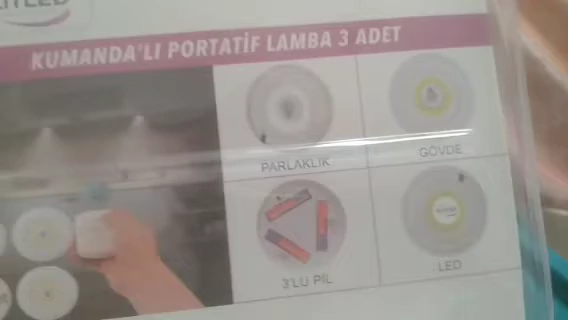 KUMANDA'LI PORTATİF LAMBA 3 ADET
PARLAKLIK
GÖVDE
3'LU PİL
LED